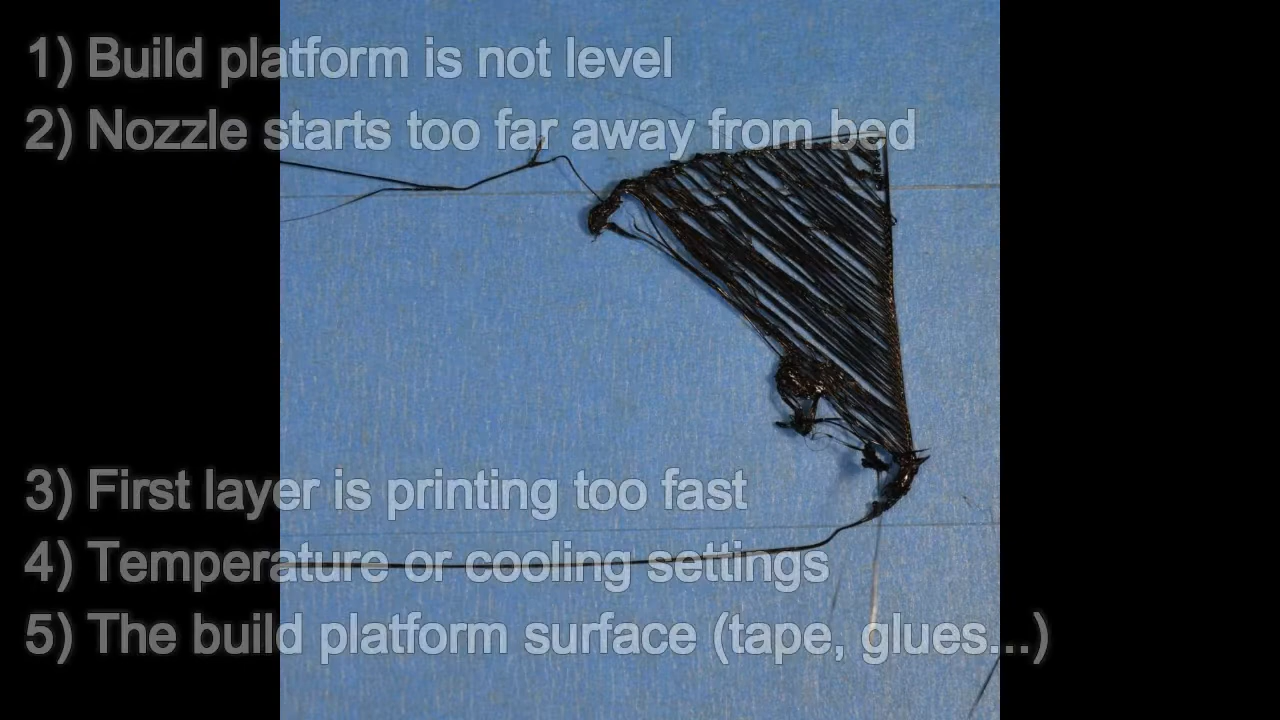 1) Build platform is not level
2) Nozzle starts too far away from bed
3) First layer is printing too fast
4) Temperature or cooling settings
5) The build platform surface (tape, glues...)